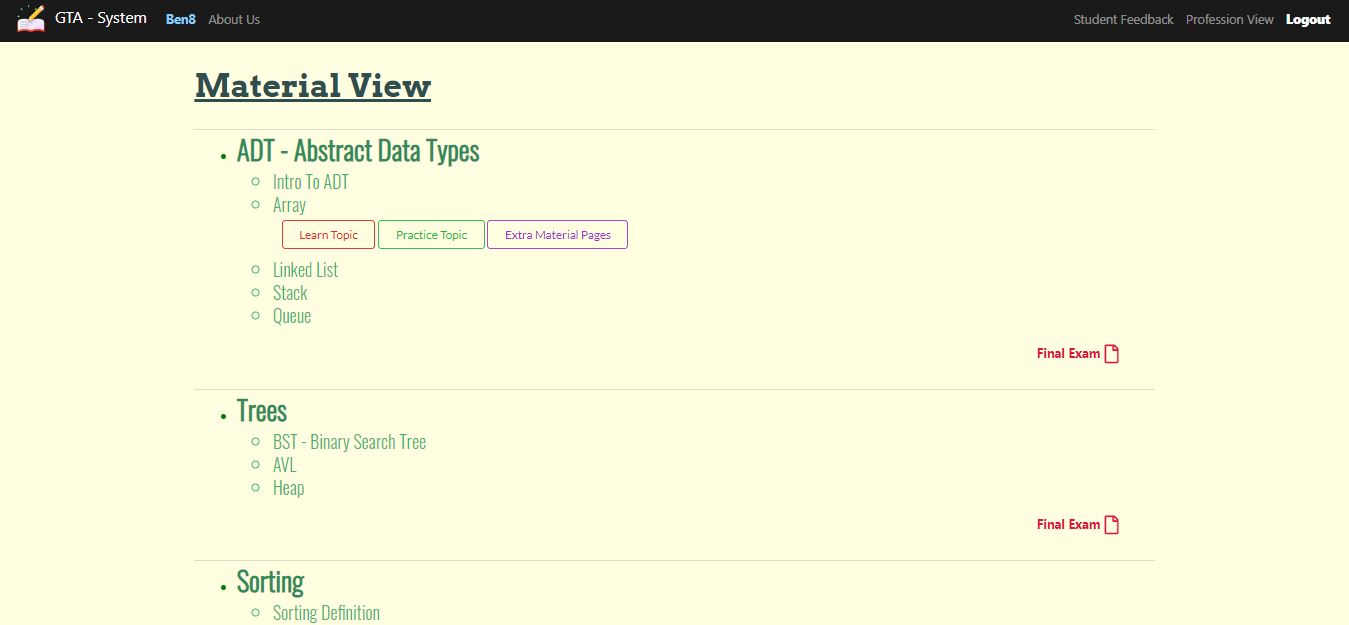 GTA - System Ben8 About Us Student Feedback Profession View Logout
Material View
ADT - Abstract Data Types
Intro To ADT
Array
Learn Topic Practice Topic Extra Material Pages
Linked List
Stack
Queue
Final Exam
Trees
BST - Binary Search Tree
AVL
Heap
Final Exam
Sorting
Sorting Definition